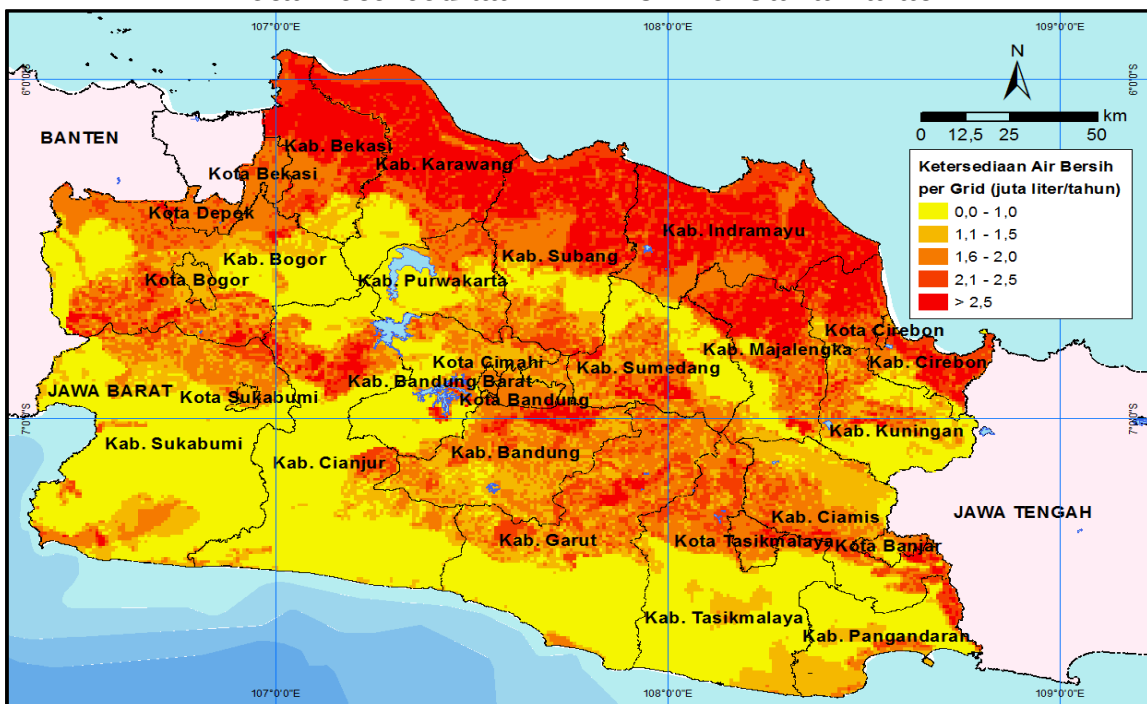 107°0'0"E
108°0'0"E
109°0'0"E
6°0'0"S
6°0'0"S
N
km
0 12,5 25 50
Ketersediaan Air Bersih
per Grid (juta liter/tahun)
0,0 - 1,0
1,1 - 1,5
1,6 - 2,0
2,1 - 2,5
> 2,5
BANTEN
Kab. Bekasi
Kab. Karawang
Kota Bekasi
Kota Depok
Kab. Indramayu
Kab. Subang
Kab. Bogor
Kota Bogor
Kab. Purwakarta
Kota Cirebon
Kab. Majalengka
Kab. Cirebon
Kota Cimahi
Kab. Sumedang
Kab. Bandung Barat
JAWA BARAT
Kota Sukabumi
Kota Bandung
7°0'0"S
7°0'0"S
Kab. Kuningan
Kab. Sukabumi
Kab. Bandung
Kab. Cianjur
JAWA TENGAH
Kab. Ciamis
Kab. Garut
Kota Tasikmalaya
Kota Banjar
Kab. Tasikmalaya
Kab. Pangandaran
107°0'0"E
108°0'0"E
109°0'0"E